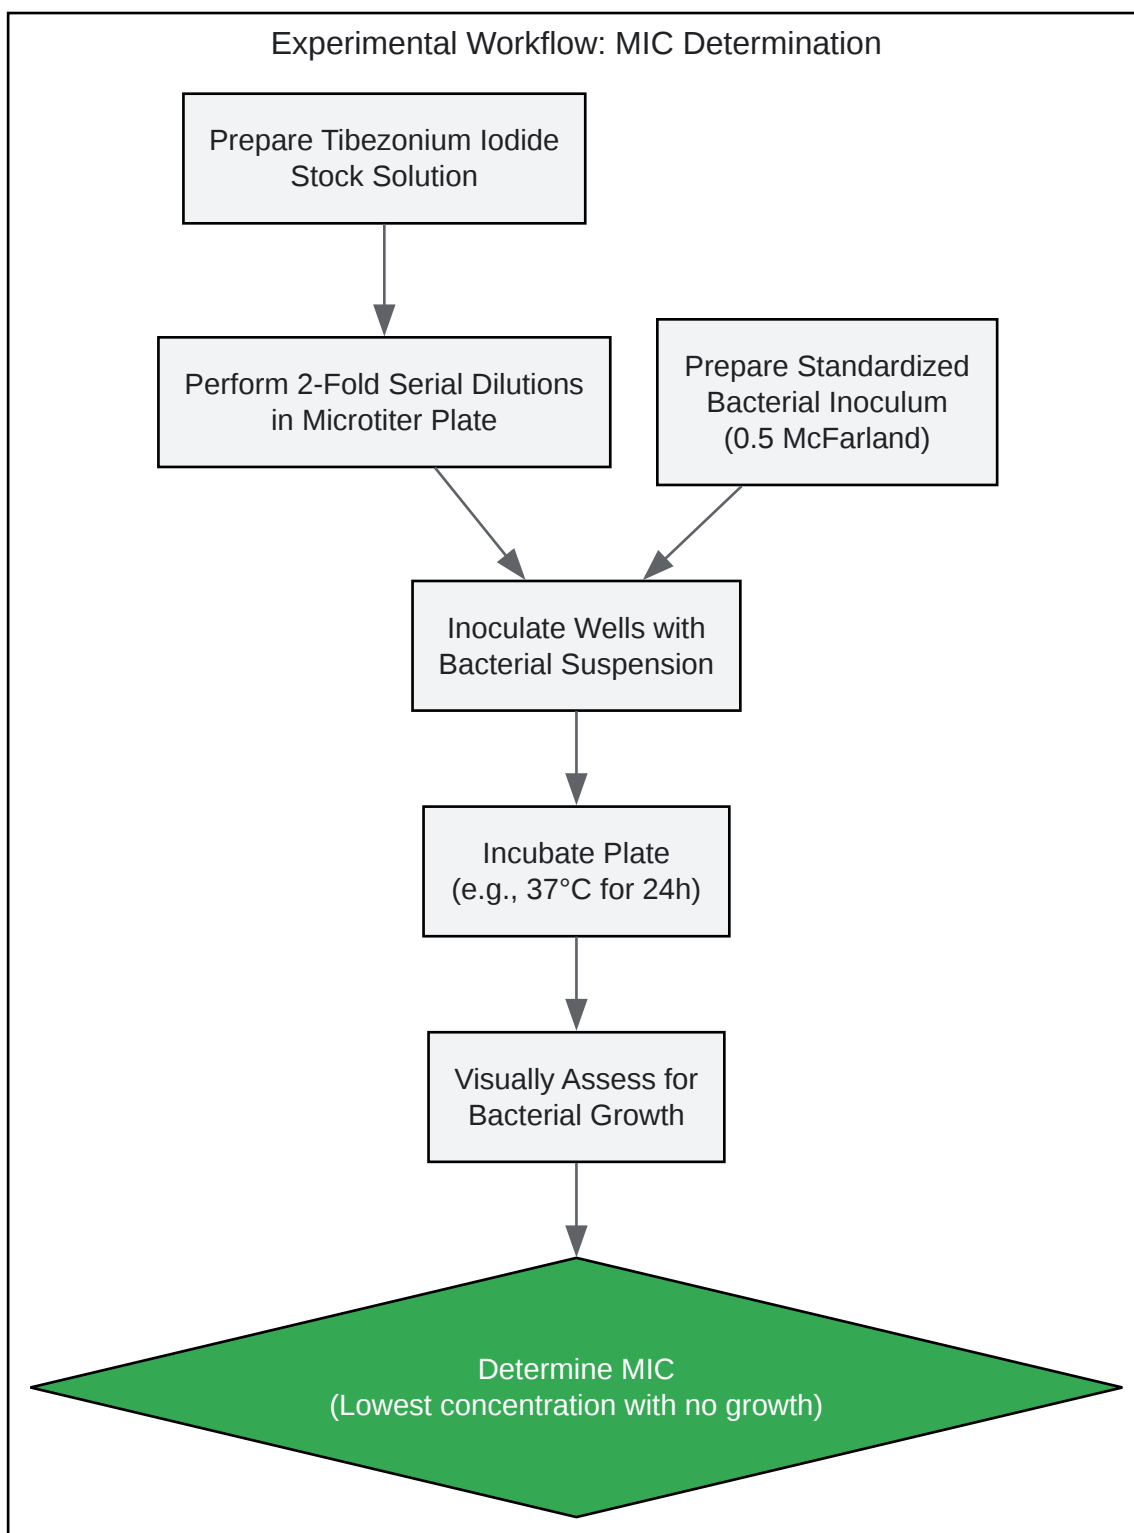 Experimental Workflow: MIC Determination
Prepare Tibezonium Iodide
Stock Solution
Perform 2-Fold Serial Dilutions
in Microtiter Plate
Prepare Standardized
Bacterial Inoculum
(0.5 McFarland)
Inoculate Wells with
Bacterial Suspension
Incubate Plate
(e.g., 37°C for 24h)
Visually Assess for
Bacterial Growth
Determine MIC
(Lowest concentration with no growth)